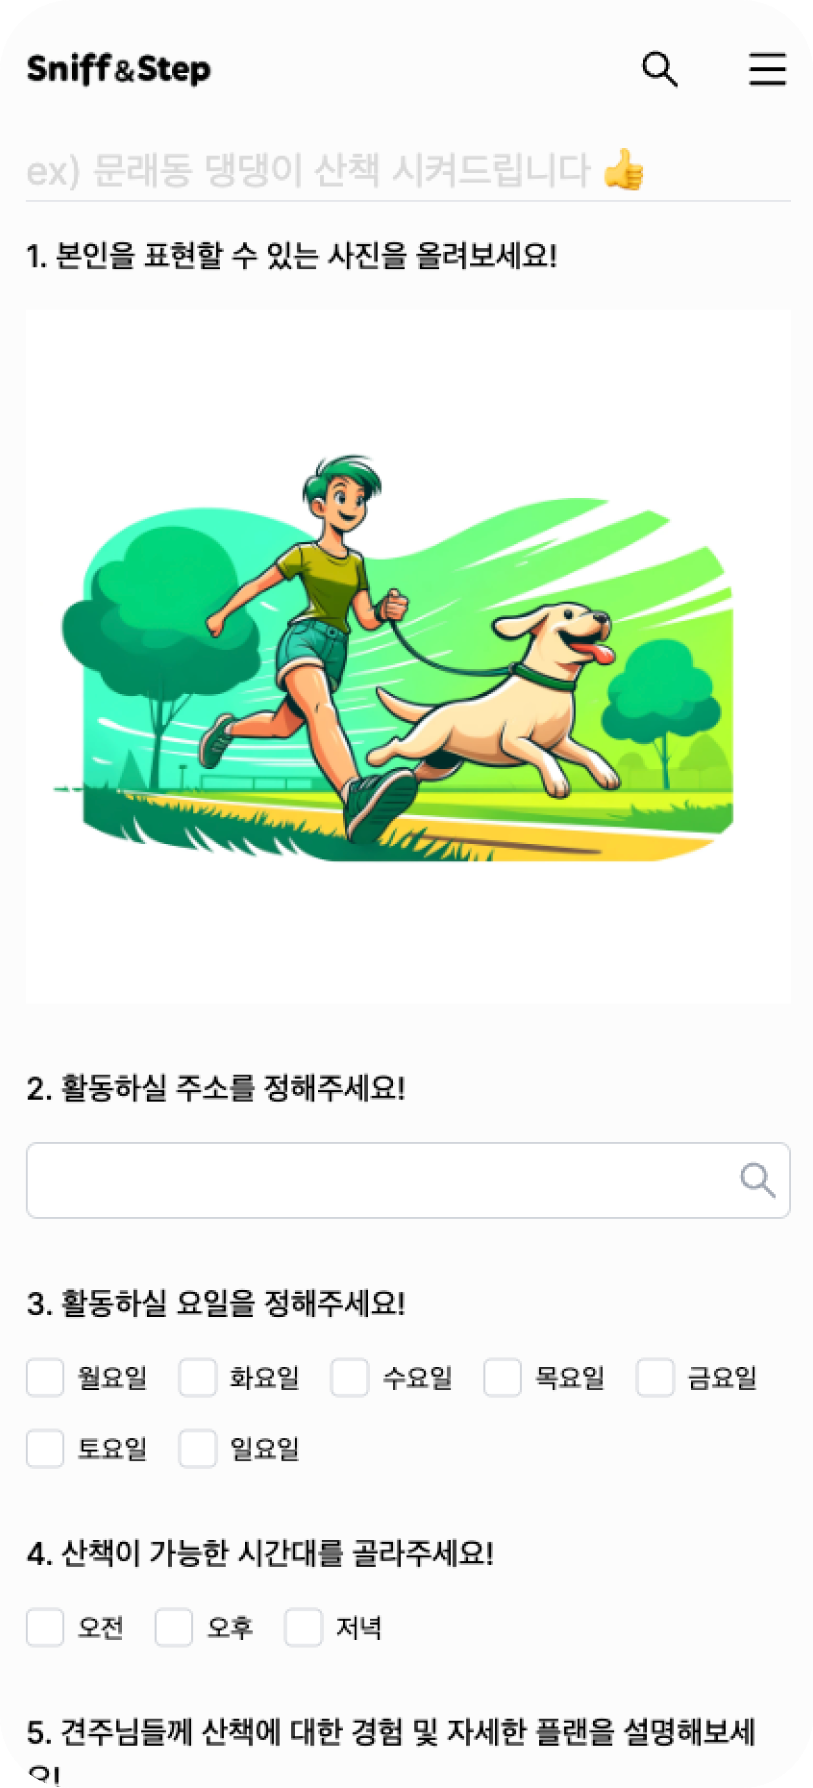 Sniff&Step
ex) 문래동 댕댕이 산책 시켜드립니다 👍
1. 본인을 표현할 수 있는 사진을 올려보세요!
2. 활동하실 주소를 정해주세요!
3. 활동하실 요일을 정해주세요!
월요일 화요일 수요일 목요일 금요일
토요일 일요일
4. 산책이 가능한 시간대를 골라주세요!
오전 오후 저녁
5. 견주님들께 산책에 대한 경험 및 자세한 플랜을 설명해보세
요!